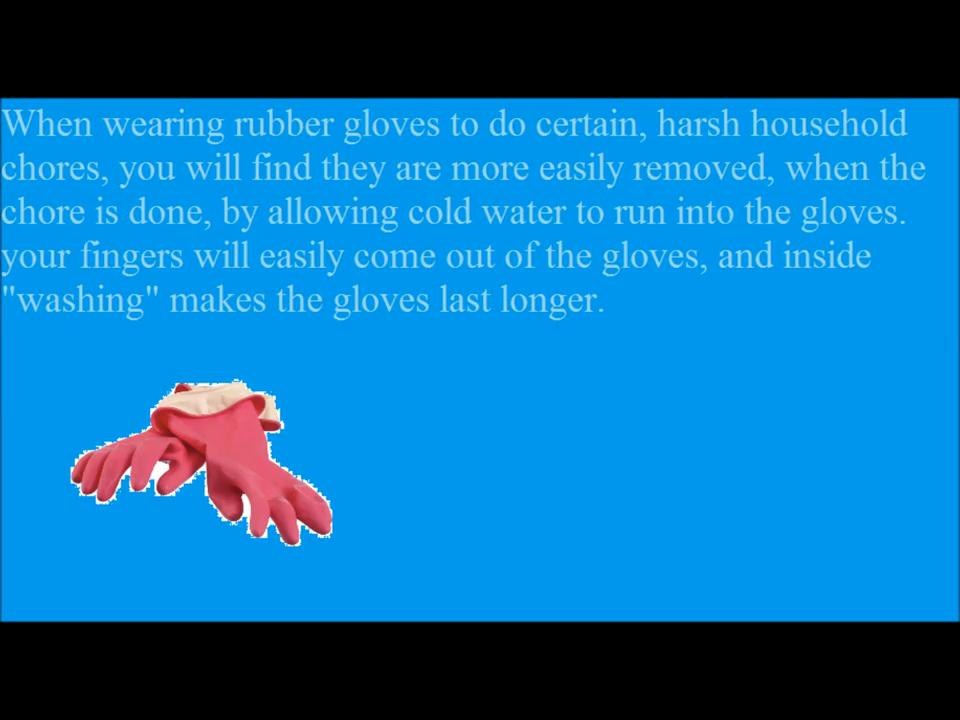 When wearing rubber gloves to do certain, harsh household
chores, you will find they are more easily removed, when the
chore is done, by allowing cold water to run into the gloves.
your fingers will easily come out of the gloves, and inside
"washing" makes the gloves last longer.